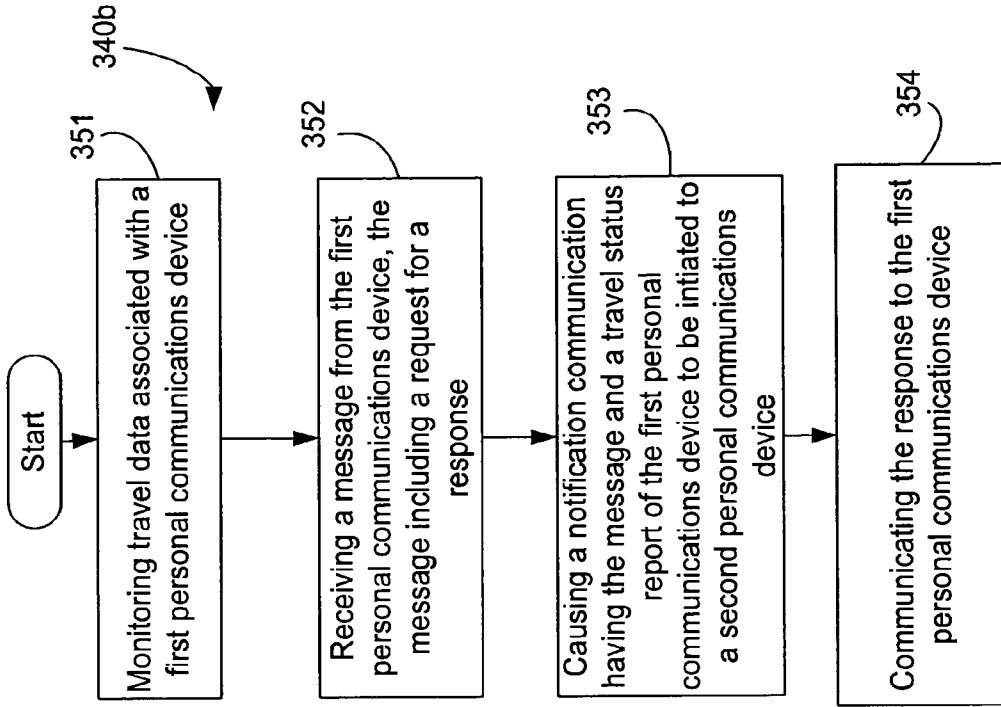 340b
Start
351
Monitoring travel data associated with a
first personal communications device
352
Receiving a message from the first
personal communications device, the
message including a request for a
response
353
Causing a notification communication
having the message and a travel status
report of the first personal
communications device to be intiated to
a second personal communications
device
354
Communicating the response to the first
personal communications device